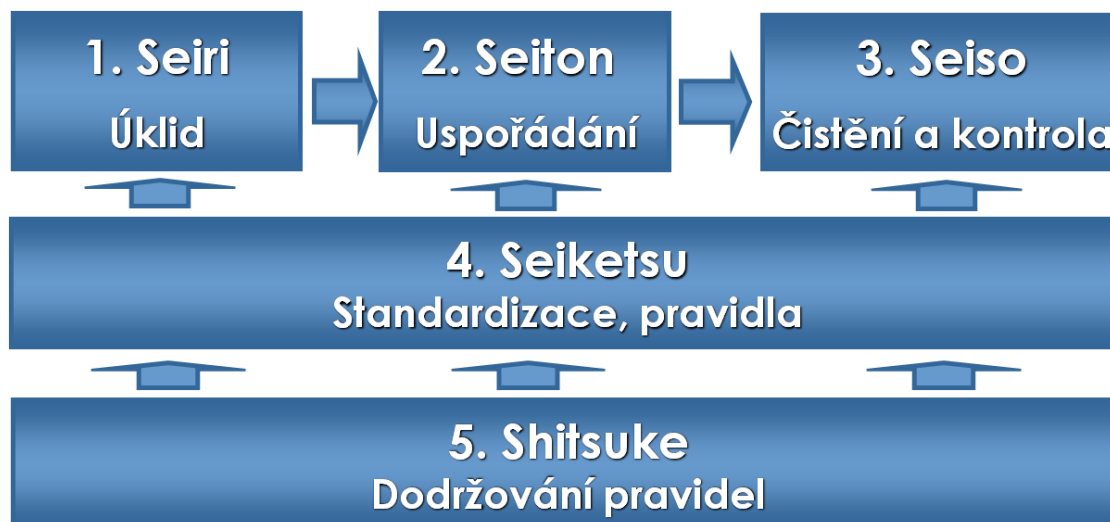 1. Seiri
Úklid
2. Seiton
Uspořádání
3. Seiso
Čistění a kontrola
4. Seiketsu
Standardizace, pravidla
5. Shitsuke
Dodržování pravidel